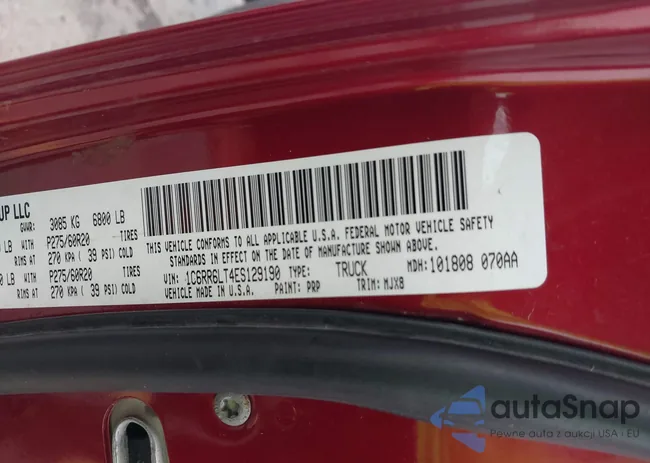 UP LLC
GVWR: 3085 KG 6800 LB
LB WITH P275/60R20 TIRES
RIMS AT 270 KPA ( 39 PSI) COLD
0 LB WITH P275/60R20 TIRES
RIMS AT 270 KPA ( 39 PSI) COLD
THIS VEHICLE CONFORMS TO ALL APPLICABLE U.S.A. FEDERAL MOTOR VEHICLE SAFETY
STANDARDS IN EFFECT ON THE DATE OF MANUFACTURE SHOWN ABOVE.
VIN: 1C6RR6LT4ES129190 TYPE: TRUCK MDH: 101808 070AA
VEHICLE MADE IN U.S.A. PAINT: PRP TRIM: MJX8
autaSnap
Pewne auta z aukcji USA i EU